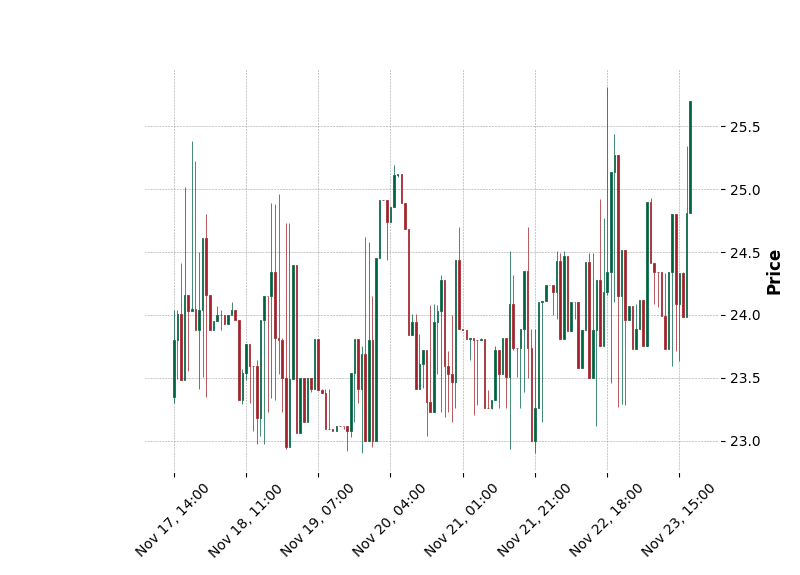 25.5
25.0
24.5
24.0
23.5
23.0
Price
Nov 17, 14:00
Nov 18, 11:00
Nov 19, 07:00
Nov 20, 04:00
Nov 21, 01:00
Nov 21, 21:00
Nov 22, 18:00
Nov 23, 15:00